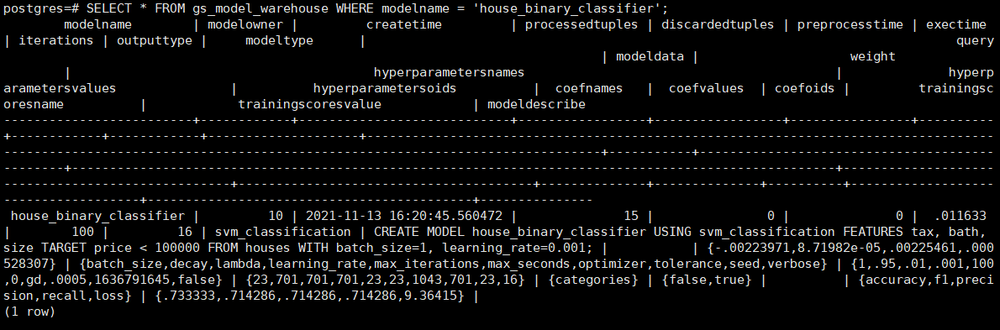 postgres=# SELECT * FROM gs_model_warehouse WHERE modelname = 'house_binary_classifier';
        modelname        | modelowner |         createtime         | processedtuples | discardedtuples | preprocesstime | exectime
| iterations | outputtype |     modeltype      |                                                                                query
                                                                               | modeldata |                    weight
        |                                        hyperparametersnames                                         |              hyperp
arametersvalues               |          hyperparametersoids          |  coefnames   |  coefvalues  | coefoids |         trainingsc
oresname          |            trainingscoresvalue            | modeldescribe
-------------------------+------------+----------------------------+-----------------+-----------------+----------------+----------
+------------+------------+--------------------+-----------------------------------------------------------------------------------
-------------------------------------------------------------------------------+-----------+---------------------------------------
--------+-----------------------------------------------------------------------------------------------------+--------------------
------------------------------+---------------------------------------+--------------+--------------+----------+-------------------
------------------+-------------------------------------------+---------------
 house_binary_classifier |         10 | 2021-11-13 16:20:45.560472 |              15 |               0 |              0 |  .011633
|        100 |         16 | svm_classification | CREATE MODEL house_binary_classifier USING svm_classification FEATURES tax, bath,
size TARGET price < 100000 FROM houses WITH batch_size=1, learning_rate=0.001; |           | {-.00223971,8.71982e-05,.00225461,.000
528307} | {batch_size,decay,lambda,learning_rate,max_iterations,max_seconds,optimizer,tolerance,seed,verbose} | {1,.95,.01,.001,100
,0,gd,.0005,1636791645,false} | {23,701,701,701,23,23,1043,701,23,16} | {categories} | {false,true} |          | {accuracy,f1,preci
sion,recall,loss} | {.733333,.714286,.714286,.714286,9.36415} |
(1 row)